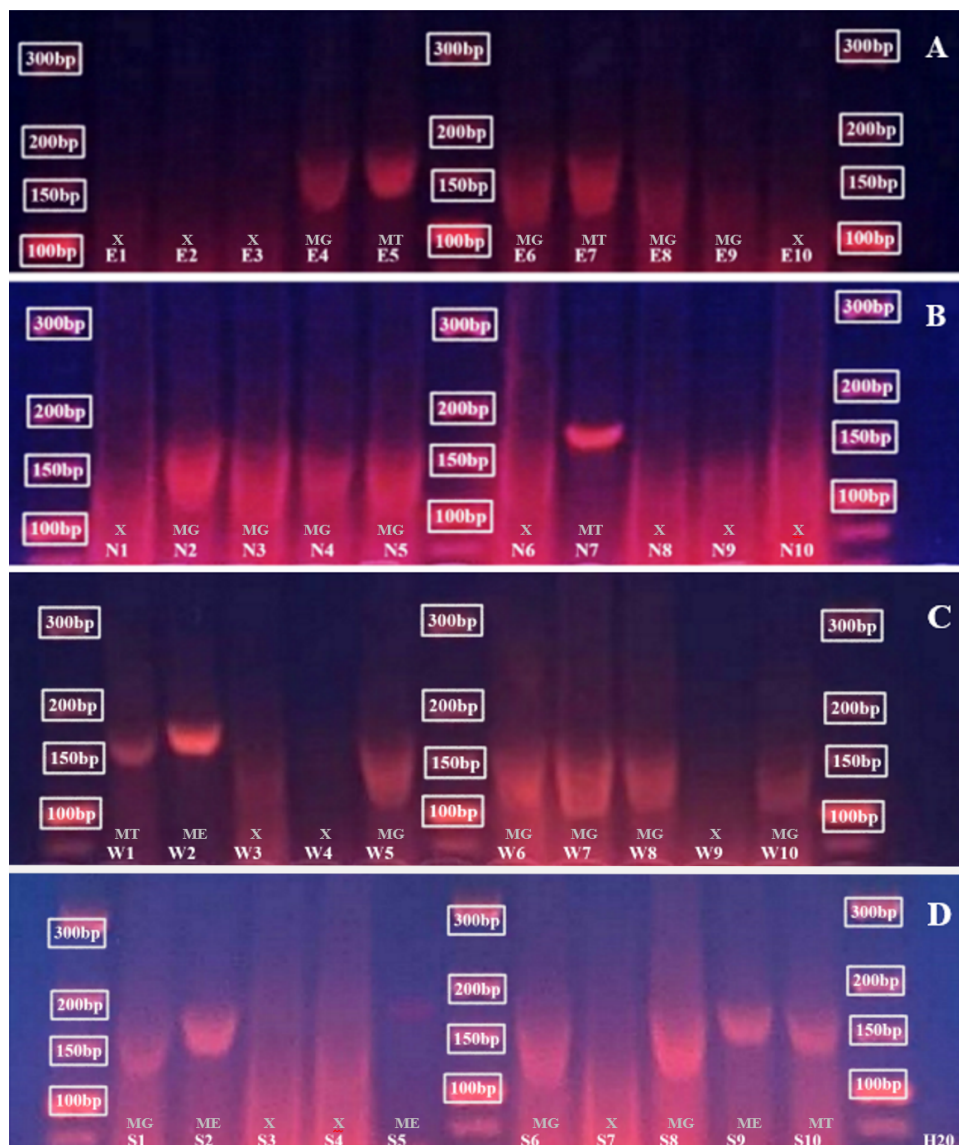 A
300bp 300bp 300bp
200bp 200bp 200bp
150bp 150bp 150bp
100bp 100bp 100bp
X X X MG MT MG MT MG MG X
E1 E2 E3 E4 E5 E6 E7 E8 E9 E10
B
300bp 300bp 300bp
200bp 200bp 200bp
150bp 150bp 150bp
100bp 100bp 100bp
X MG MG MG MG X MT X X X
N1 N2 N3 N4 N5 N6 N7 N8 N9 N10
C
300bp 300bp 300bp
200bp 200bp 200bp
150bp 150bp 150bp
100bp 100bp 100bp
MT ME X X MG MG MG MG X MG
W1 W2 W3 W4 W5 W6 W7 W8 W9 W10
D
300bp 300bp 300bp
200bp 200bp 200bp
150bp 150bp 150bp
100bp 100bp 100bp
MG ME X X ME MG X MG ME MT
S1 S2 S3 S4 S5 S6 S7 S8 S9 S10 H20